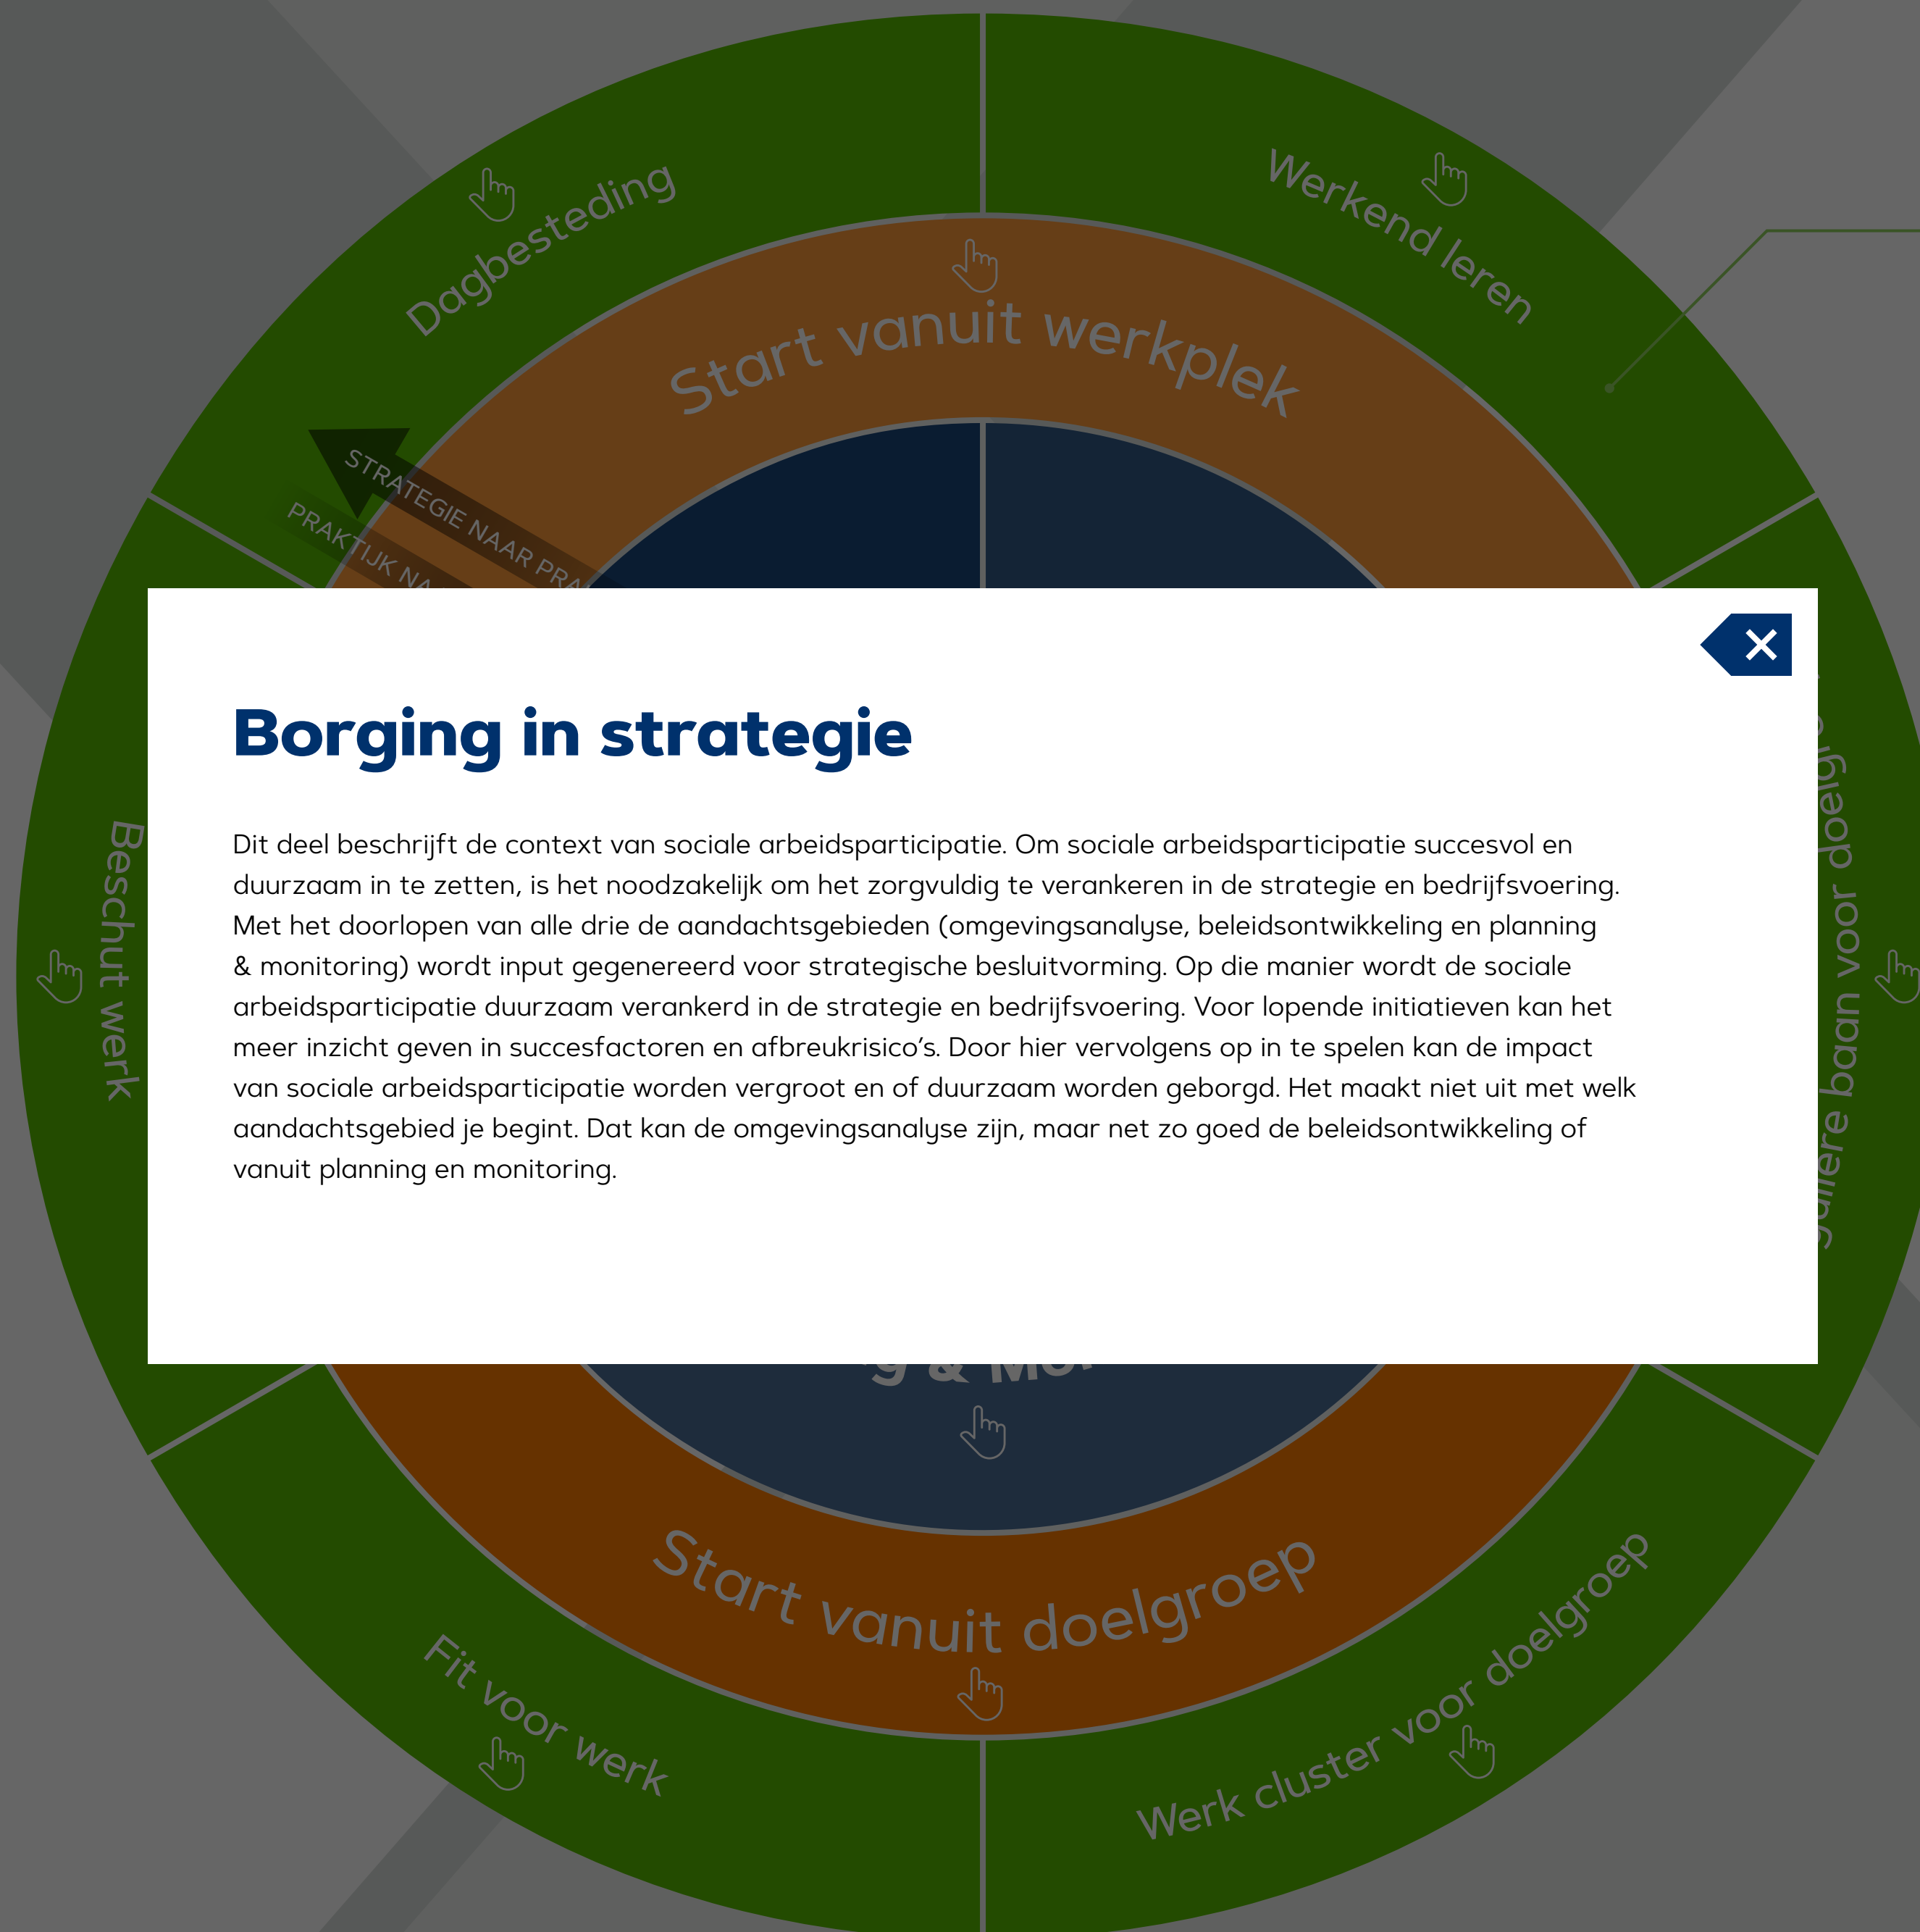 Dagbesteding
Werkend leren
Start vanuit werkplek
STRATEGIE NAAR
PRAKTIJK
Borging in strategie
Dit deel beschrijft de context van sociale arbeidsparticipatie. Om sociale arbeidsparticipatie succesvol en
duurzaam in te zetten, is het noodzakelijk om het zorgvuldig te verankeren in de strategie en bedrijfsvoering.
Met het doorlopen van alle drie de aandachtsgebieden (omgevingsanalyse, beleidsontwikkeling en planning
& monitoring) wordt input gegenereerd voor strategische besluitvorming. Op die manier wordt de sociale
arbeidsparticipatie duurzaam verankerd in de strategie en bedrijfsvoering. Voor lopende initiatieven kan het
meer inzicht geven in succesfactoren en afbreukrisico’s. Door hier vervolgens op in te spelen kan de impact
van sociale arbeidsparticipatie worden vergroot en of duurzaam worden geborgd. Het maakt niet uit met welk
aandachtsgebied je begint. Dat kan de omgevingsanalyse zijn, maar net zo goed de beleidsontwikkeling of
vanuit planning en monitoring.
Beschut werk
baan voor
&
Start vanuit doelgroep
Fit voor werk
Werk cluster voor doelgroep